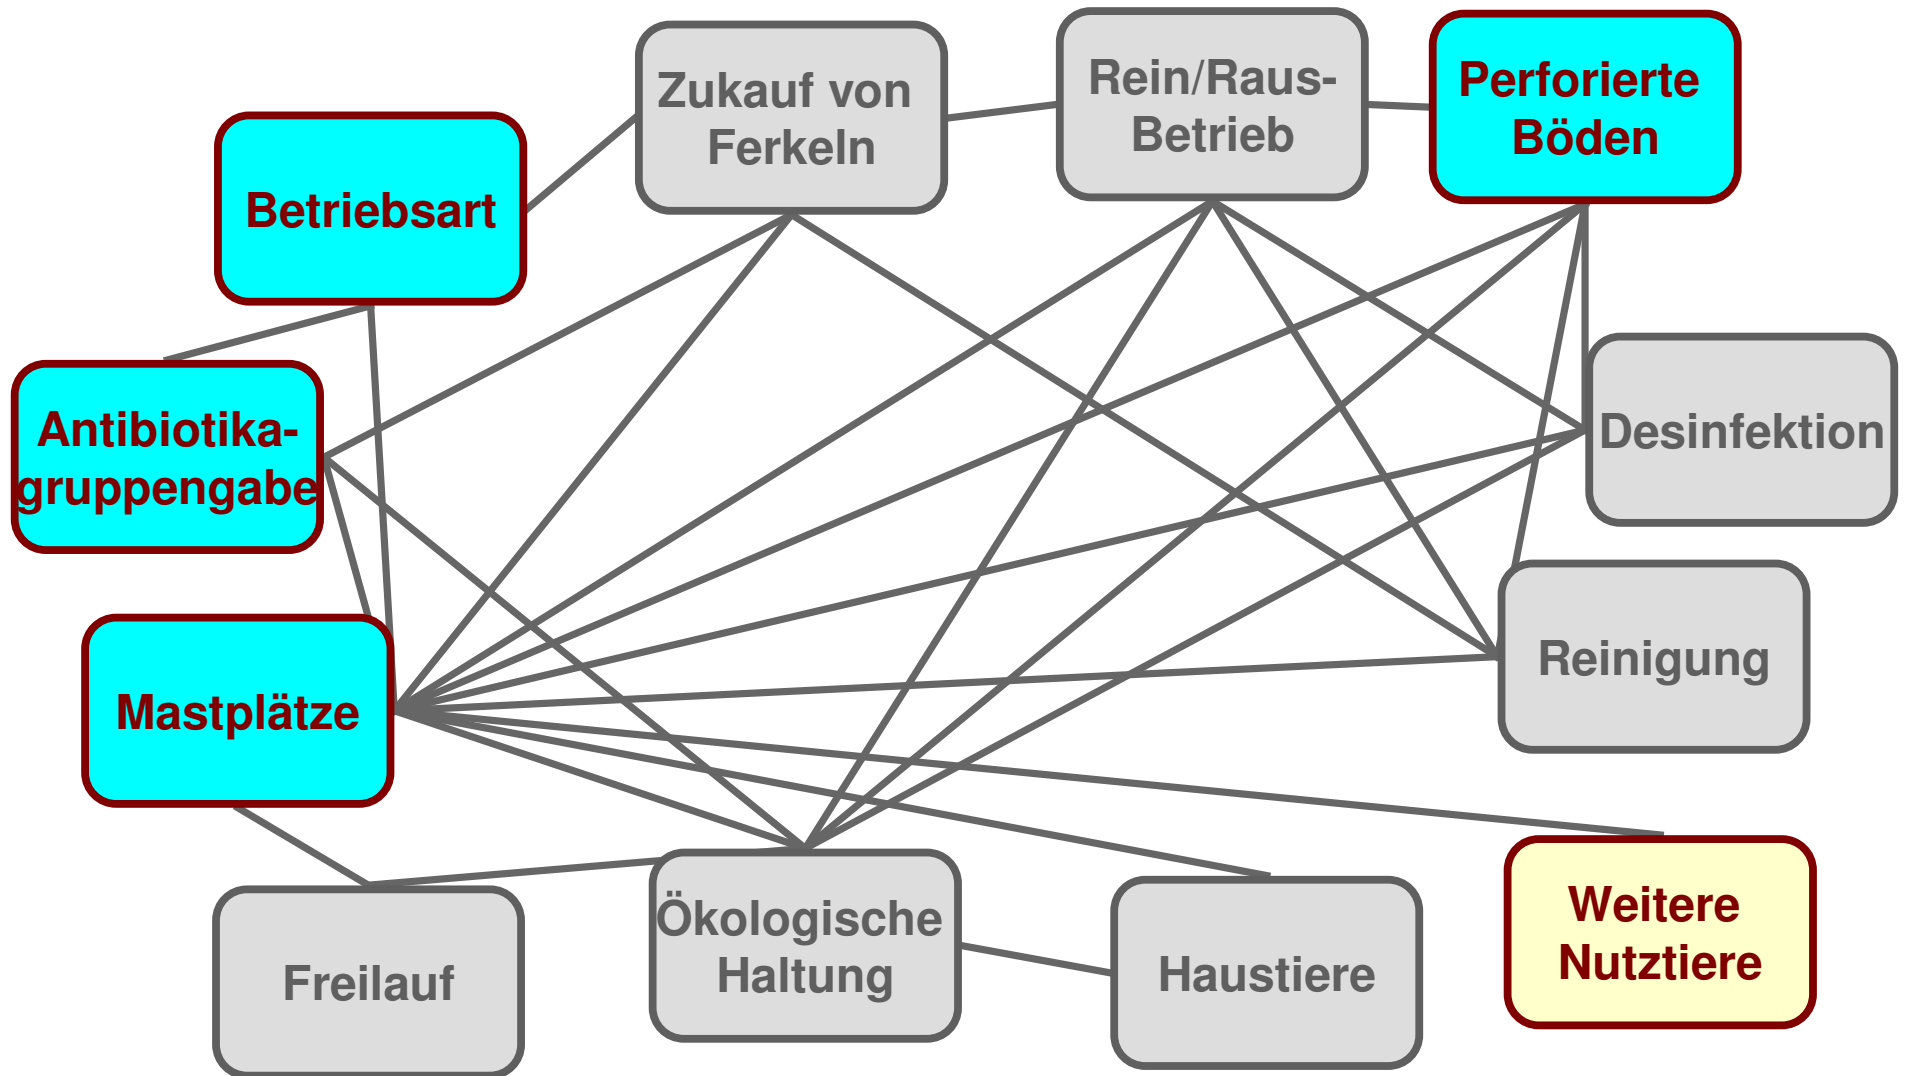 Zukauf von
Ferkeln
Rein/Raus-
Betrieb
Perforierte
Böden
Betriebsart
Antibiotika-
gruppengabe
Desinfektion
Mastplätze
Reinigung
Freilauf
Ökologische
Haltung
Haustiere
Weitere
Nutztiere